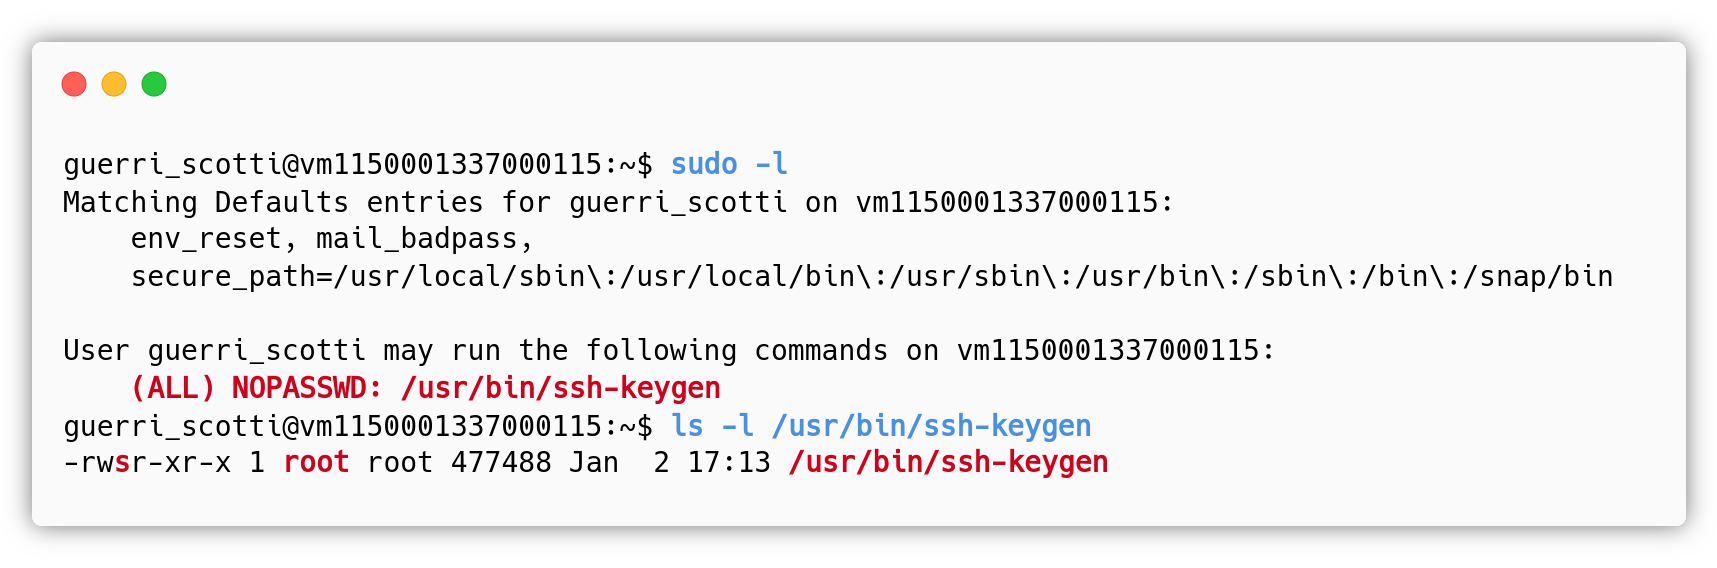 guerri_scotti@vm1150001337000115:~$ sudo -l
Matching Defaults entries for guerri_scotti on vm1150001337000115:
    env_reset, mail_badpass,
    secure_path=/usr/local/sbin\:/usr/local/bin\:/usr/sbin\:/usr/bin\:/sbin\:/bin\:/snap/bin

User guerri_scotti may run the following commands on vm1150001337000115:
    (ALL) NOPASSWD: /usr/bin/ssh-keygen
guerri_scotti@vm1150001337000115:~$ ls -l /usr/bin/ssh-keygen
-rwsr-xr-x 1 root root 477488 Jan  2 17:13 /usr/bin/ssh-keygen